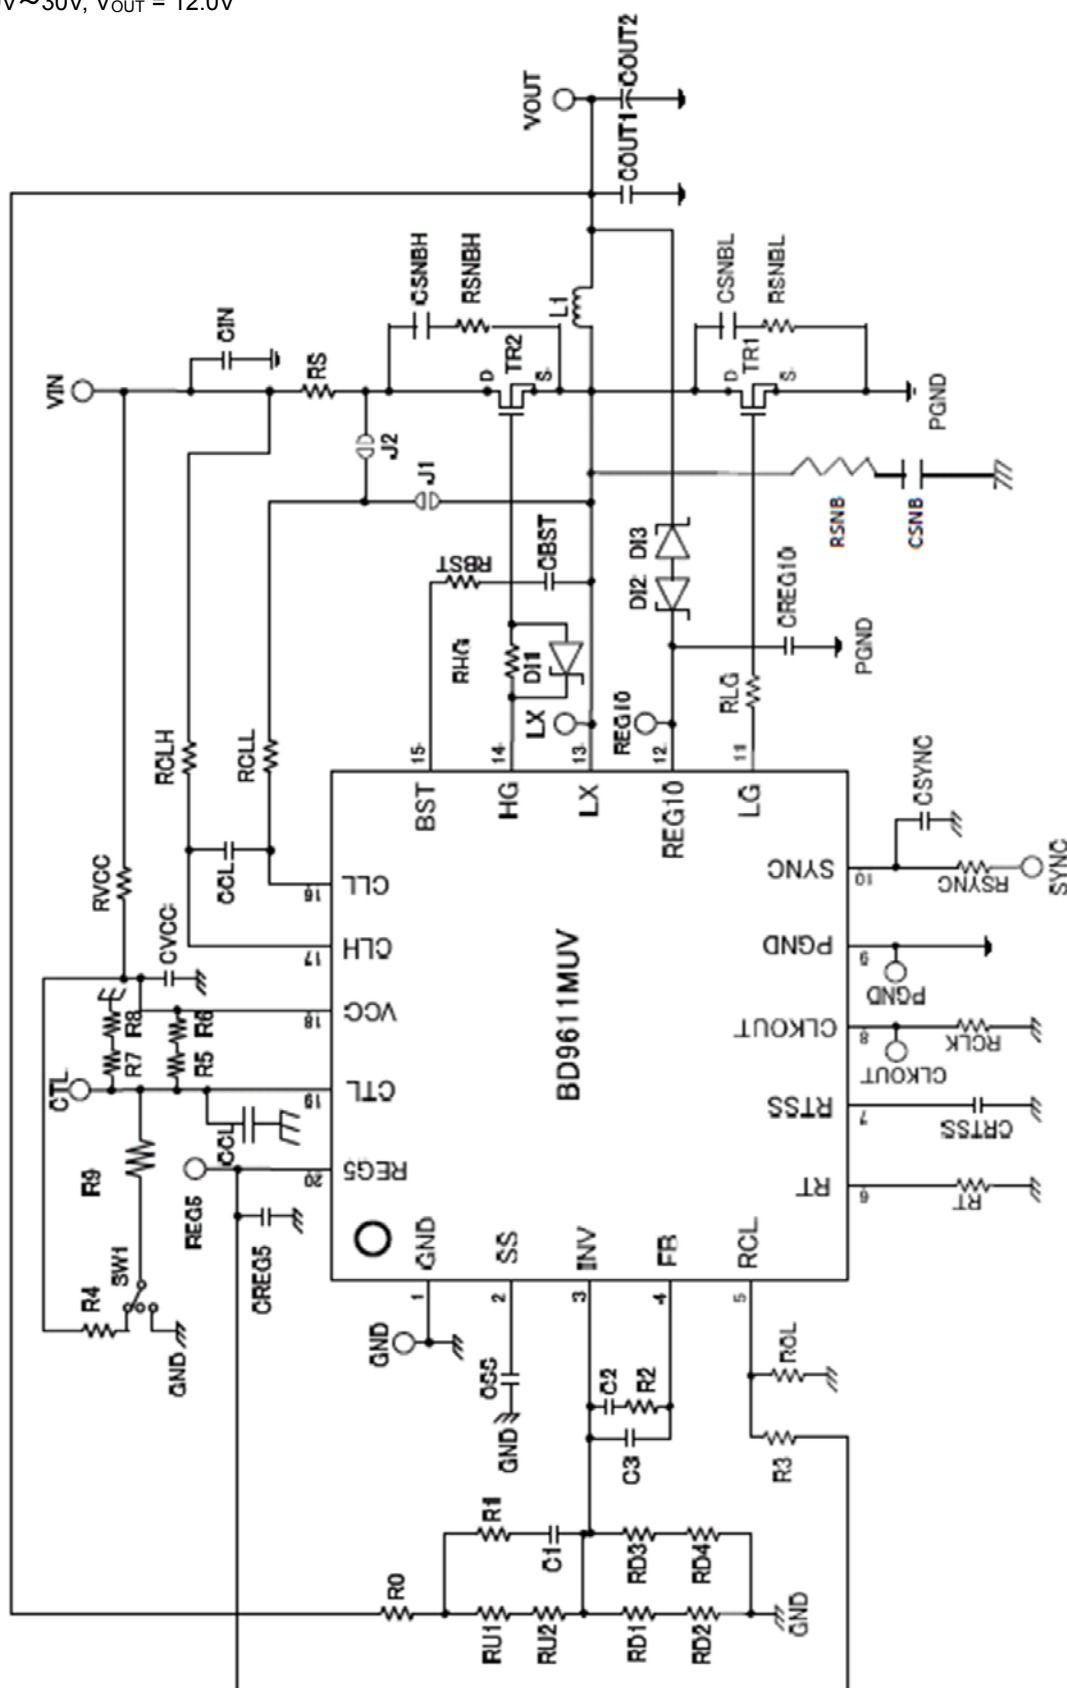 V~30V, VOUT = 12.0V
VOUT
COUT2
COUT1
CSNBH
RSNBH
CSNBL
RSNBL
L1
CIN
VIN
RS
D
TR2
S
D
TR1
S
PGND
J2
J1
RSNB
CSNB
RBST
CBST
DI3
DI2
CREG10
PGND
RHG
DI1
RLG
LX
REG10
RCLH
RCLL
15
14
13
12
11
BST
HG
LX
REG10
LG
CSYNC
RVCC
CCL
CLL
16
SYNC
10
RSYNC
SYNC
CVCC
CLH
17
BD9611MUV
PGND
9
PGND
R8
R6
VCC
18
CLKOUT
8
RCLK
CLKOUT
R7
R5
CTL
CTL
19
RTSS
7
CRTSS
CCL
R9
REG5
REG5
20
RT
6
RT
CREG5
GND
SS
INV
FB
RCL
SW1
R4
GND
1
2
3
4
5
GND
CSS
GND
C2
R2
C3
RCL
R3
R1
C1
RD3
RD4
R0
RU1
RU2
RD1
RD2
GND